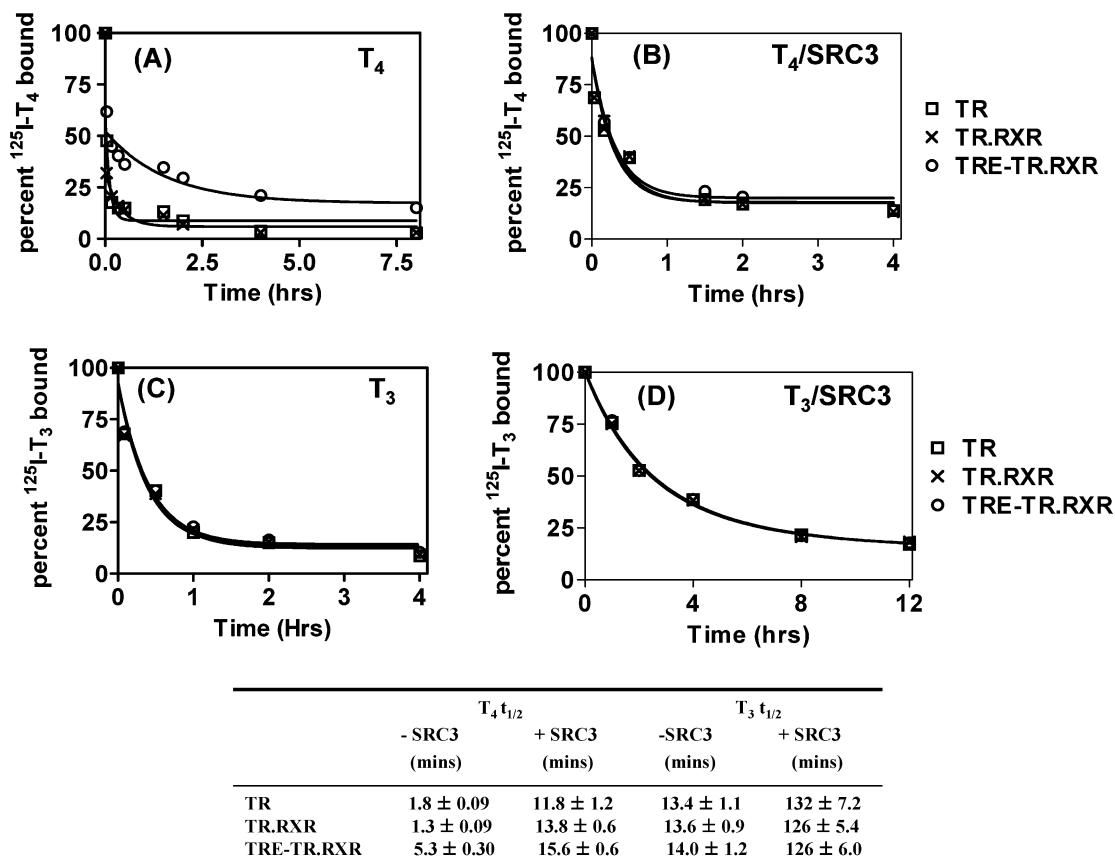 (A) T4
percent 125I-T4 bound
100
75
50
25
0
0.0 2.5 5.0 7.5
Time (hrs)
(B) T4/SRC3
percent 125I-T4 bound
100
75
50
25
0
0 1 2 3 4
Time (hrs)
TR
TR.RXR
TRE-TR.RXR
(C) T3
percent 125I-T3 bound
100
75
50
25
0
0 1 2 3 4
Time (Hrs)
(D) T3/SRC3
percent 125I-T3 bound
100
75
50
25
0
0 4 8 12
Time (hrs)
TR
TR.RXR
TRE-TR.RXR
T4 t1/2 T3 t1/2
- SRC3 + SRC3 -SRC3 + SRC3
(mins) (mins) (mins) (mins)
TR 1.8 ± 0.09 11.8 ± 1.2 13.4 ± 1.1 132 ± 7.2
TR.RXR 1.3 ± 0.09 13.8 ± 0.6 13.6 ± 0.9 126 ± 5.4
TRE-TR.RXR 5.3 ± 0.30 15.6 ± 0.6 14.0 ± 1.2 126 ± 6.0